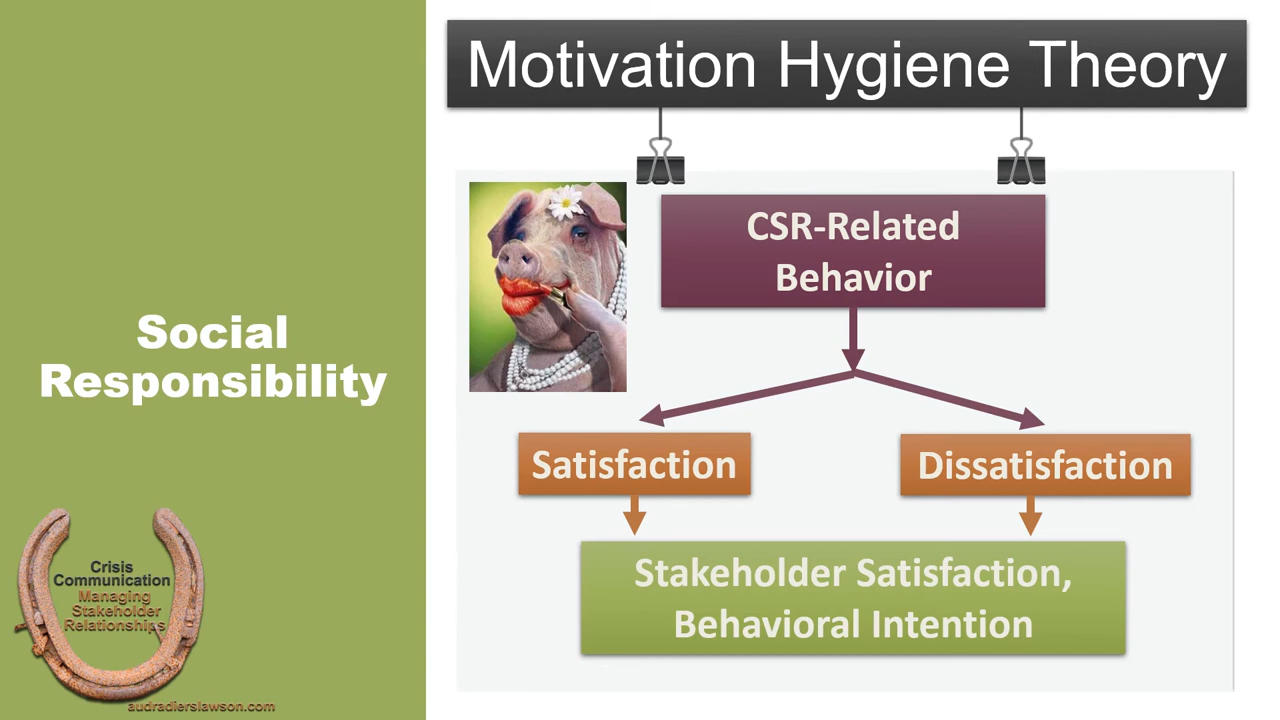 Motivation Hygiene Theory
CSR-Related
Behavior
Social
Responsibility
Satisfaction
Dissatisfaction
Stakeholder Satisfaction,
Behavioral Intention
Crisis
Communication
Managing
Stakeholder
Relationships
audradierslawson.com